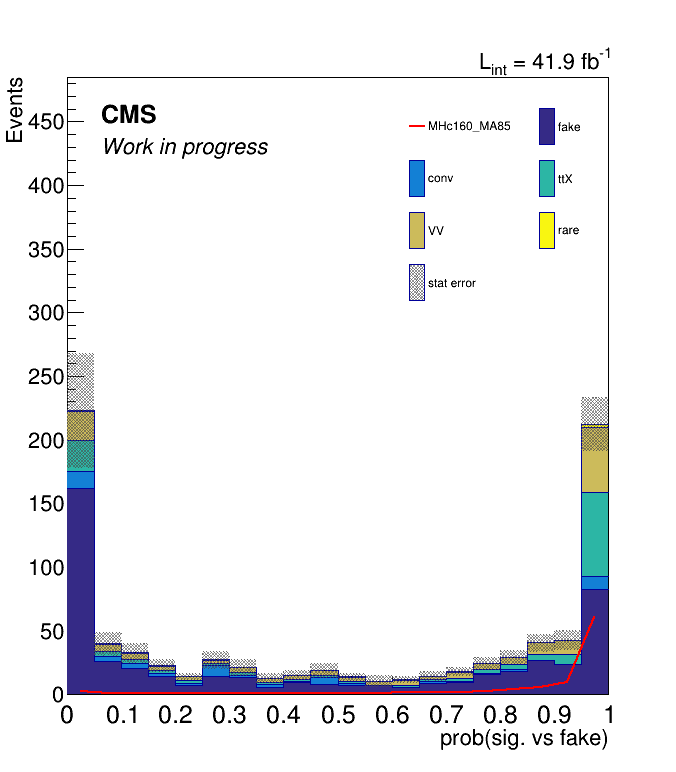 L_int = 41.9 fb^-1
Events
CMS
Work in progress
MHc160_MA85
fake
conv
ttX
VV
rare
stat error
450
400
350
300
250
200
150
100
50
0
0 0.1 0.2 0.3 0.4 0.5 0.6 0.7 0.8 0.9 1
prob(sig. vs fake)